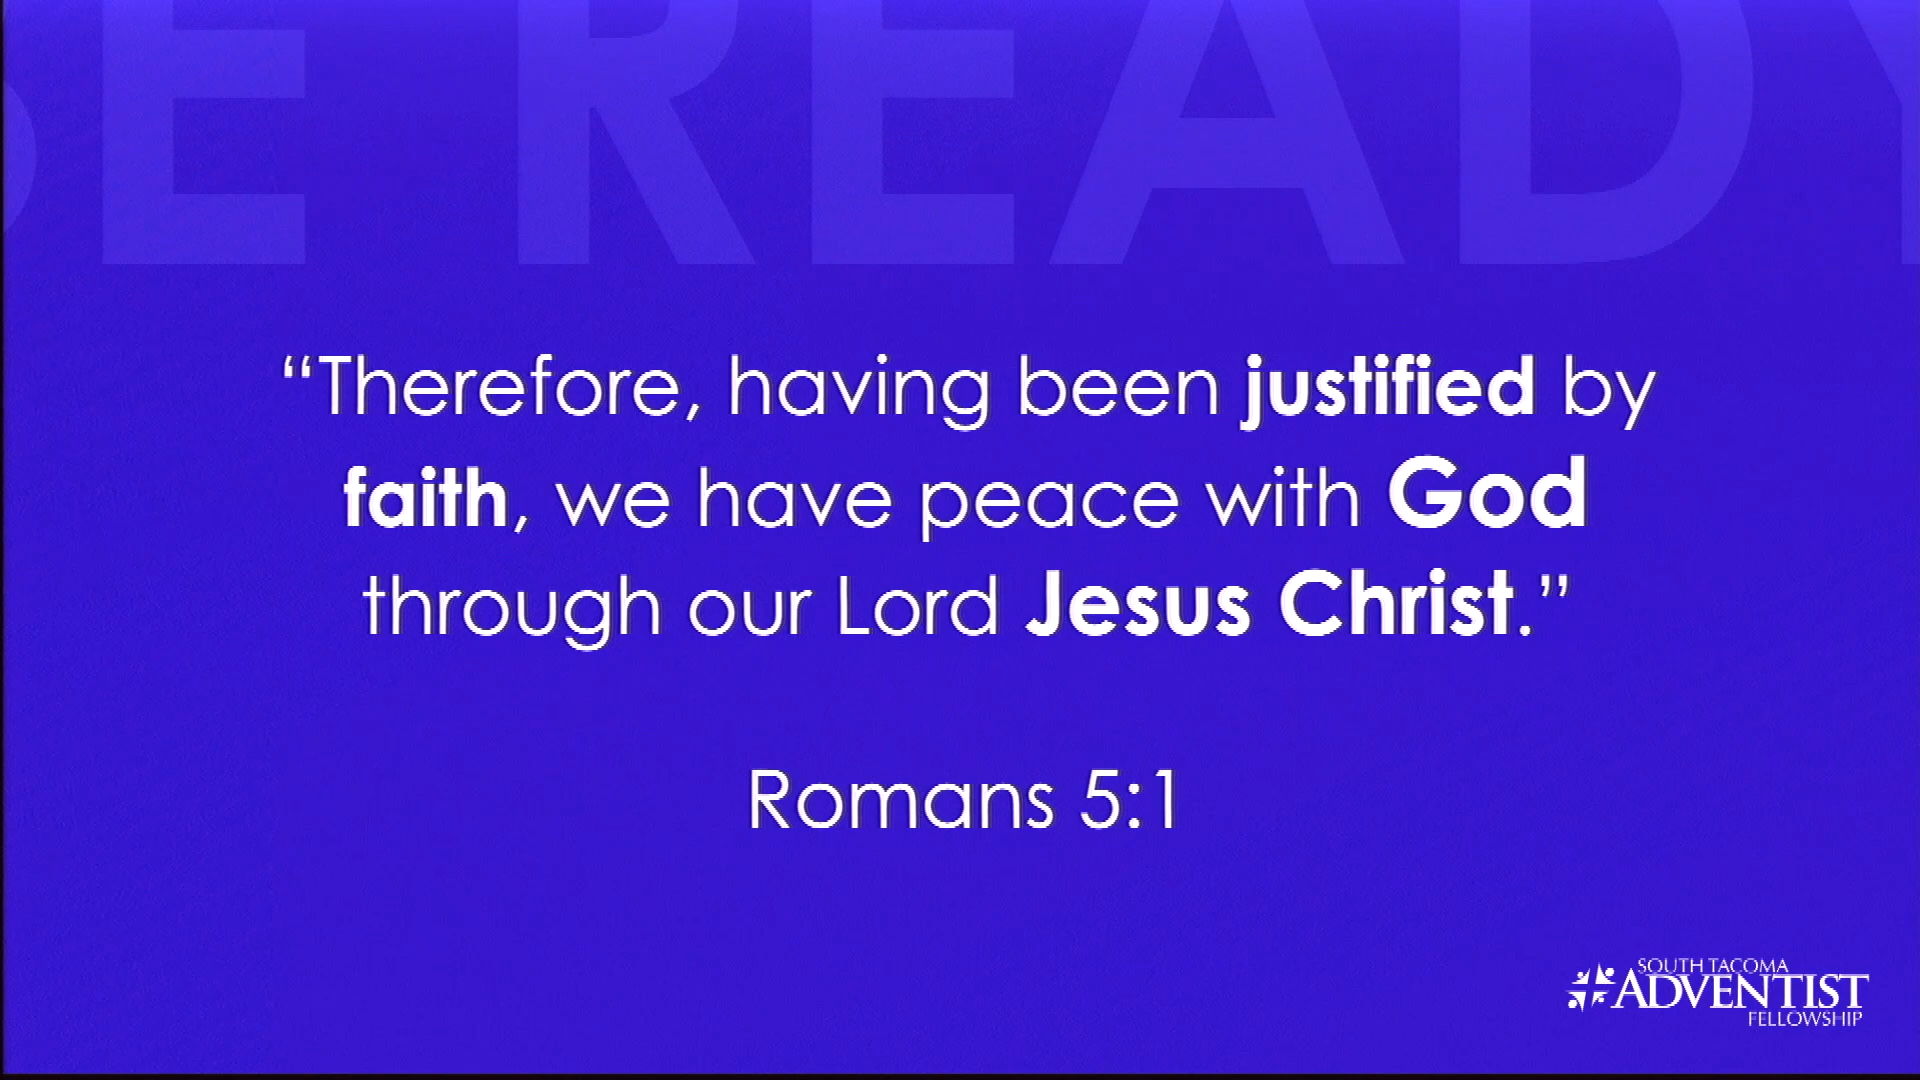 BE READY
“Therefore, having been justified by
faith, we have peace with God
through our Lord Jesus Christ.”
Romans 5:1
SOUTH TACOMA
ADVENTIST
FELLOWSHIP